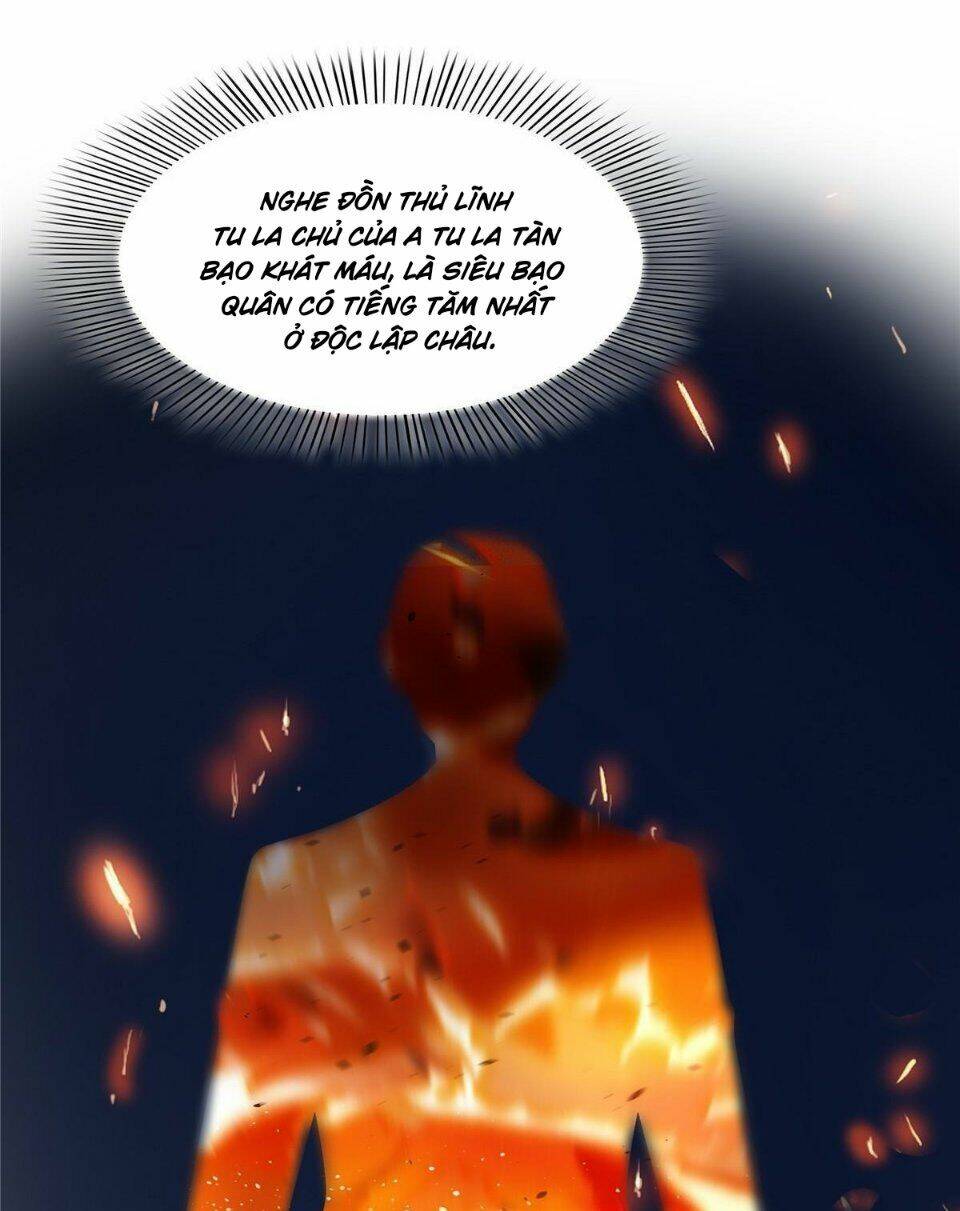 NGHE ĐỒN THỦ LĨNH
TU LA CHỦ CỦA A TU LA TÀN
BẠO KHÁT MÁU, LÀ SIÊU BẠO
QUÂN CÓ TIẾNG TĂM NHẤT
Ở ĐỘC LẬP CHÂU.